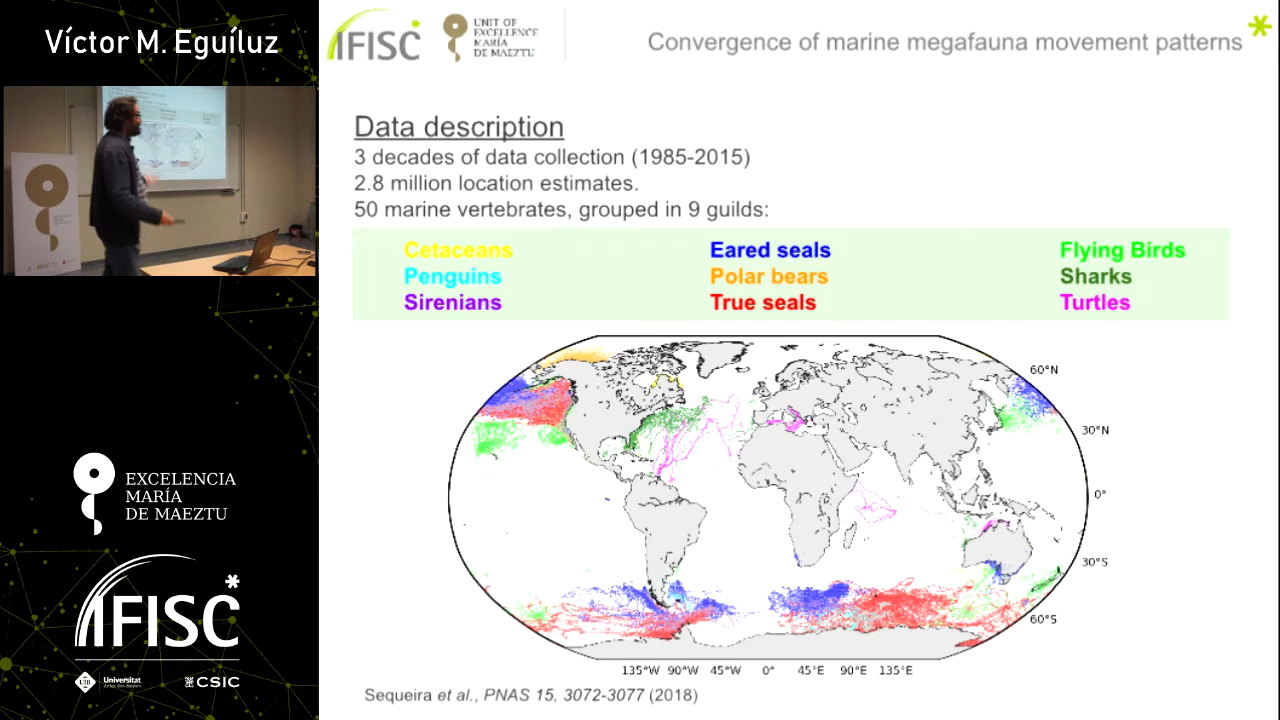 Víctor M. Eguíluz
IFISC
UNIT OF
EXCELLENCE
MARÍA
DE MAEZTU
Convergence of marine megafauna movement patterns
Data description
3 decades of data collection (1985-2015)
2.8 million location estimates.
50 marine vertebrates, grouped in 9 guilds:
Cetaceans Eared seals Flying Birds
Penguins Polar bears Sharks
Sirenians True seals Turtles
60°N
30°N
0°
30°S
60°S
135°W 90°W 45°W 0° 45°E 90°E 135°E
Sequeira et al., PNAS 15, 3072-3077 (2018)
EXCELENCIA
MARÍA
DE MAEZTU
IFISC
UIB Universitat
CSIC